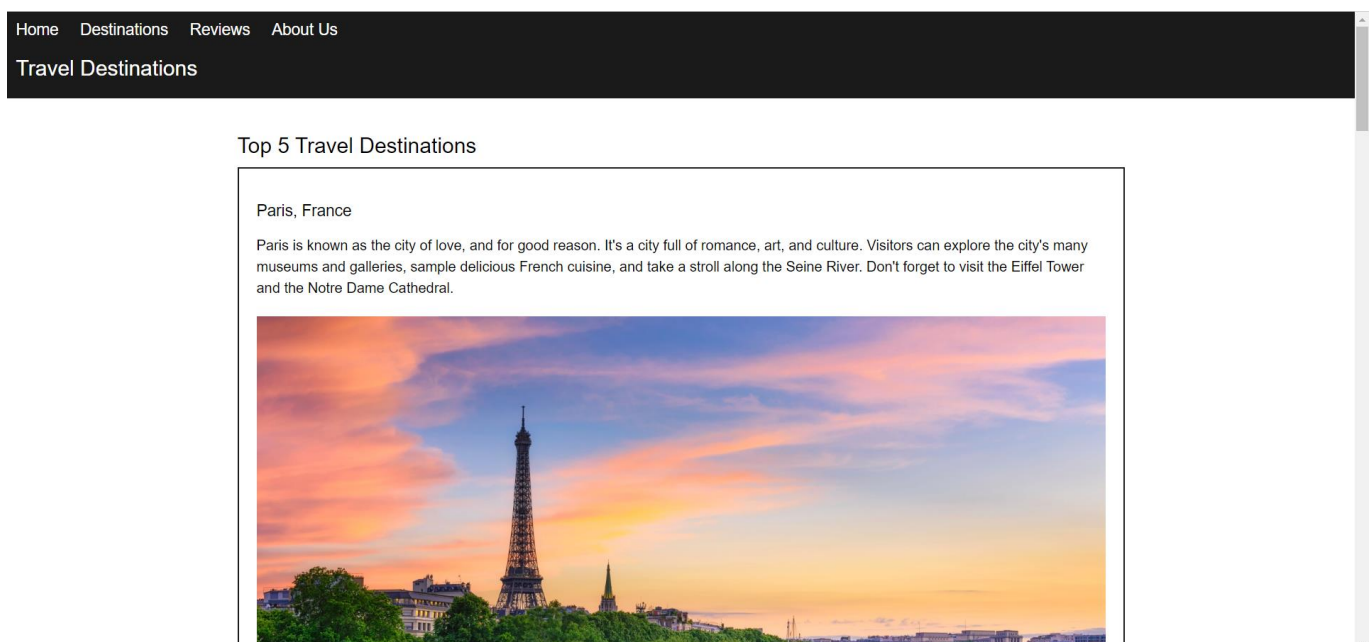 Home Destinations Reviews About Us
Travel Destinations
Top 5 Travel Destinations
Paris, France
Paris is known as the city of love, and for good reason. It's a city full of romance, art, and culture. Visitors can explore the city's many
museums and galleries, sample delicious French cuisine, and take a stroll along the Seine River. Don't forget to visit the Eiffel Tower
and the Notre Dame Cathedral.